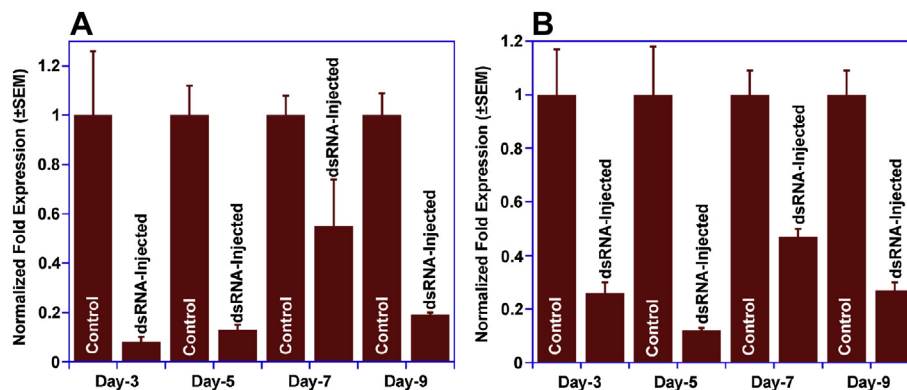 A
Normalized Fold Expression (±SEM)
1.2
1
0.8
0.6
0.4
0.2
0
Control
dsRNA-Injected
Control
dsRNA-Injected
Control
dsRNA-Injected
Control
dsRNA-Injected
Day-3
Day-5
Day-7
Day-9
B
Normalized Fold Expression (±SEM)
1.2
1
0.8
0.6
0.4
0.2
0
Control
dsRNA-Injected
Control
dsRNA-Injected
Control
dsRNA-Injected
Control
dsRNA-Injected
Day-3
Day-5
Day-7
Day-9